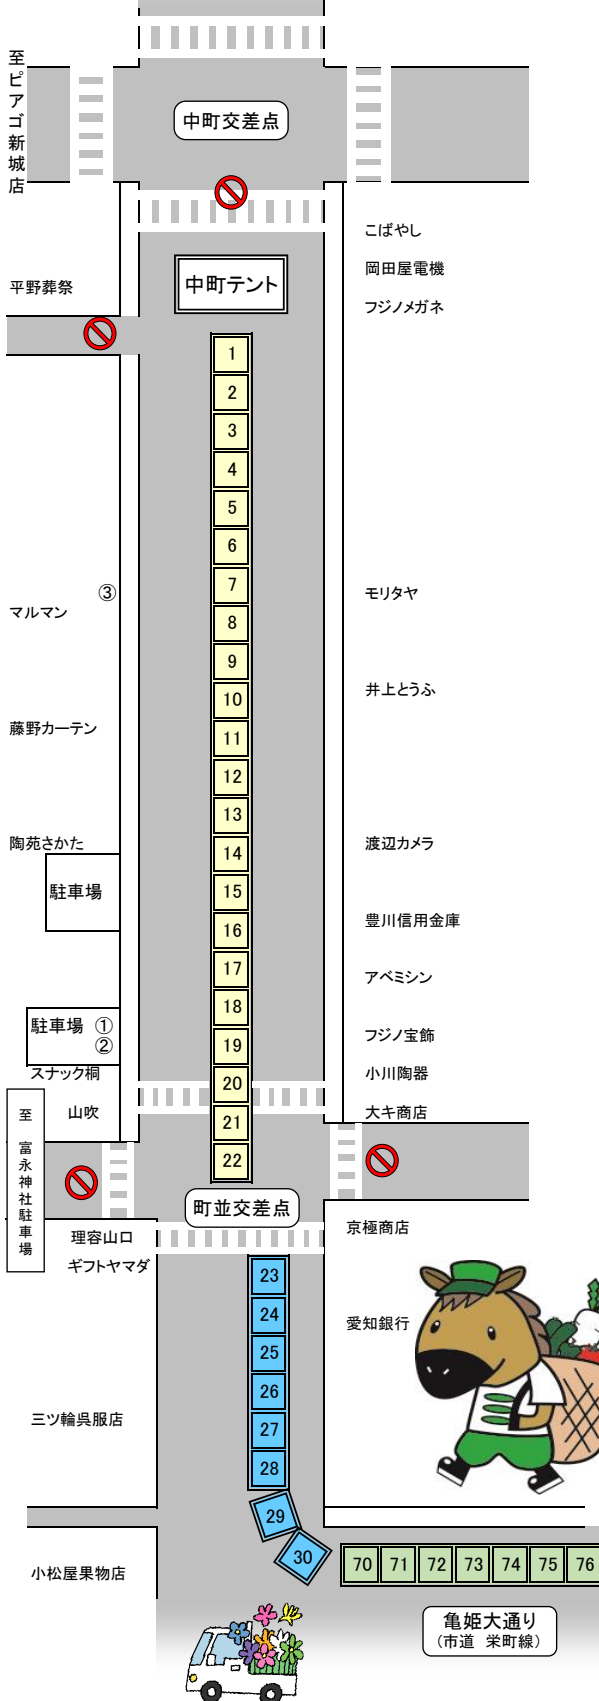 至ピアゴ新城店
中町交差点
こばやし
岡田屋電機
フジノメガネ
中町テント
平野葬祭
1
2
3
4
5
6
7
8
9
10
11
12
13
14
15
16
17
18
19
20
21
22
③
マルマン
モリタヤ
井上とうふ
藤野カーテン
陶苑さかた
渡辺カメラ
駐車場
豊川信用金庫
アベミシン
駐車場 ①
②
フジノ宝飾
スナック桐
小川陶器
山吹
大キ商店
至 富永神社駐車場
町並交差点
理容山口
京極商店
ギフトヤマダ
23
24
25
26
27
28
29
30
愛知銀行
三ツ輪呉服店
小松屋果物店
70 71 72 73 74 75 76
亀姫大通り
(市道 栄町線)